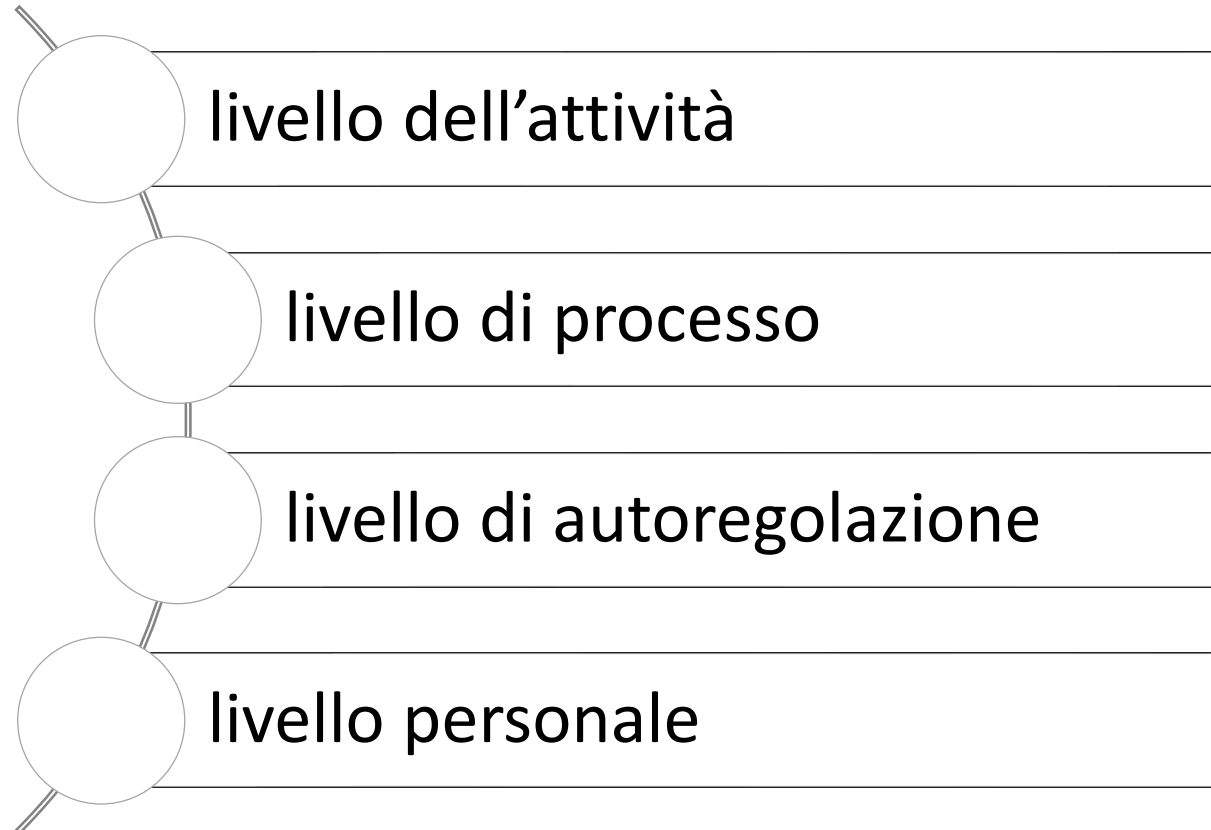 livello dell’attività
livello di processo
livello di autoregolazione
livello personale